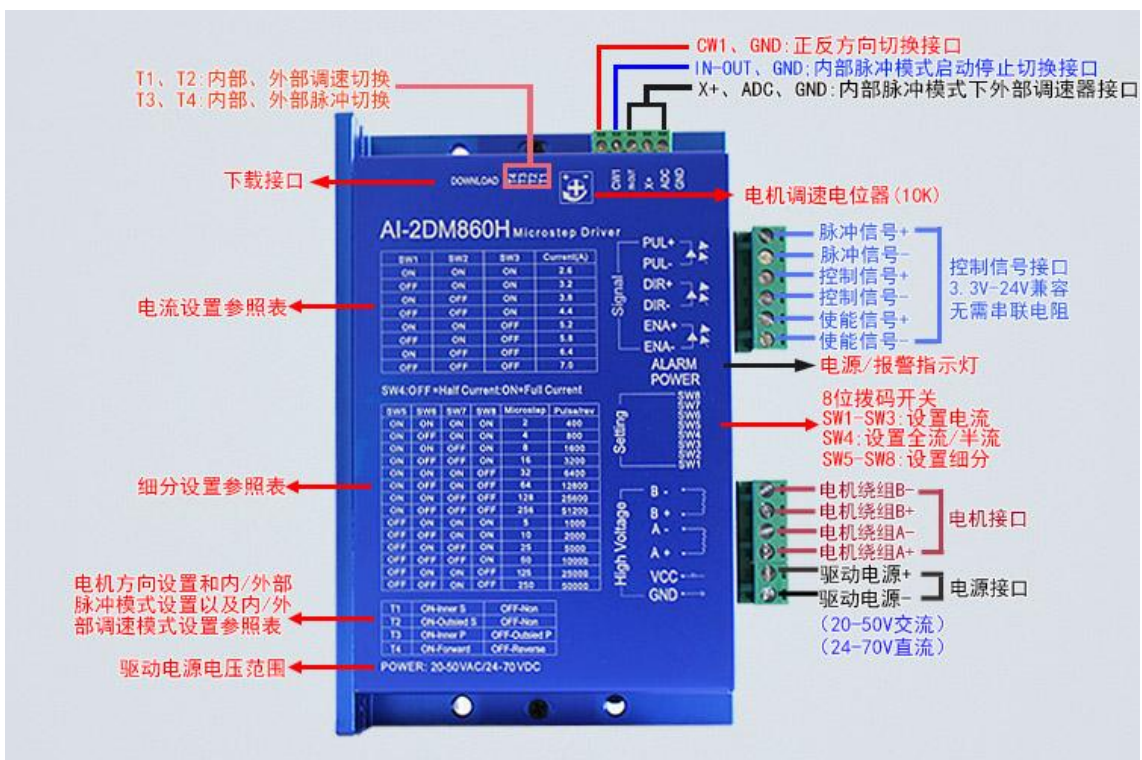 CW1、GND:正反方向切换接口
IN-OUT、GND:内部脉冲模式启动停止切换接口
X+、ADC、GND:内部脉冲模式下外部调速器接口
T1、T2:内部、外部调速切换
T3、T4:内部、外部脉冲切换
下载接口
DOWNLOAD
CW1
IN-OUT
X+
ADC
GND
电机调速电位器(10K)
AI-2DM860H Microstep Driver
SW1 SW2 SW3 Current(A)
ON ON ON 2.6
OFF ON ON 3.2
ON OFF ON 3.8
OFF OFF ON 4.4
ON ON OFF 5.2
OFF ON OFF 5.8
ON OFF OFF 6.4
OFF OFF OFF 7.0
电流设置参照表
SW4:OFF=Half Current:ON=Full Current
SW5 SW6 SW7 SW8 Microstep Pulse/rev
ON ON ON ON 2 400
ON OFF ON ON 4 800
ON ON OFF ON 8 1600
ON OFF OFF ON 16 3200
ON ON ON OFF 32 6400
ON OFF ON OFF 64 12800
ON ON OFF OFF 128 25600
ON OFF OFF OFF 256 51200
OFF ON ON ON 5 1000
OFF OFF ON ON 10 2000
OFF ON OFF ON 25 5000
OFF OFF OFF ON 50 10000
OFF ON ON OFF 125 25000
OFF OFF ON OFF 250 50000
细分设置参照表
T1 ON-Inner S OFF-Non
T2 ON-Outsied S OFF-Non
T3 ON-Inner P OFF-Outsied P
T4 ON-Forward OFF-Reverse
电机方向设置和内/外部
脉冲模式设置以及内/外
部调速模式设置参照表
POWER: 20-50VAC/24-70VDC
驱动电源电压范围
Signal
PUL+
PUL-
DIR+
DIR-
ENA+
ENA-
脉冲信号+
脉冲信号-
控制信号+
控制信号-
使能信号+
使能信号-
控制信号接口
3.3V-24V兼容
无需串联电阻
ALARM
POWER
电源/报警指示灯
Setting
SW8
SW7
SW6
SW5
SW4
SW3
SW2
SW1
8位拨码开关
SW1-SW3:设置电流
SW4:设置全流/半流
SW5-SW8:设置细分
High Voltage
B -
B +
A -
A +
VCC
GND
电机绕组B-
电机绕组B+
电机绕组A-
电机绕组A+
电机接口
驱动电源+
驱动电源-
电源接口
(20-50V交流)
(24-70V直流)